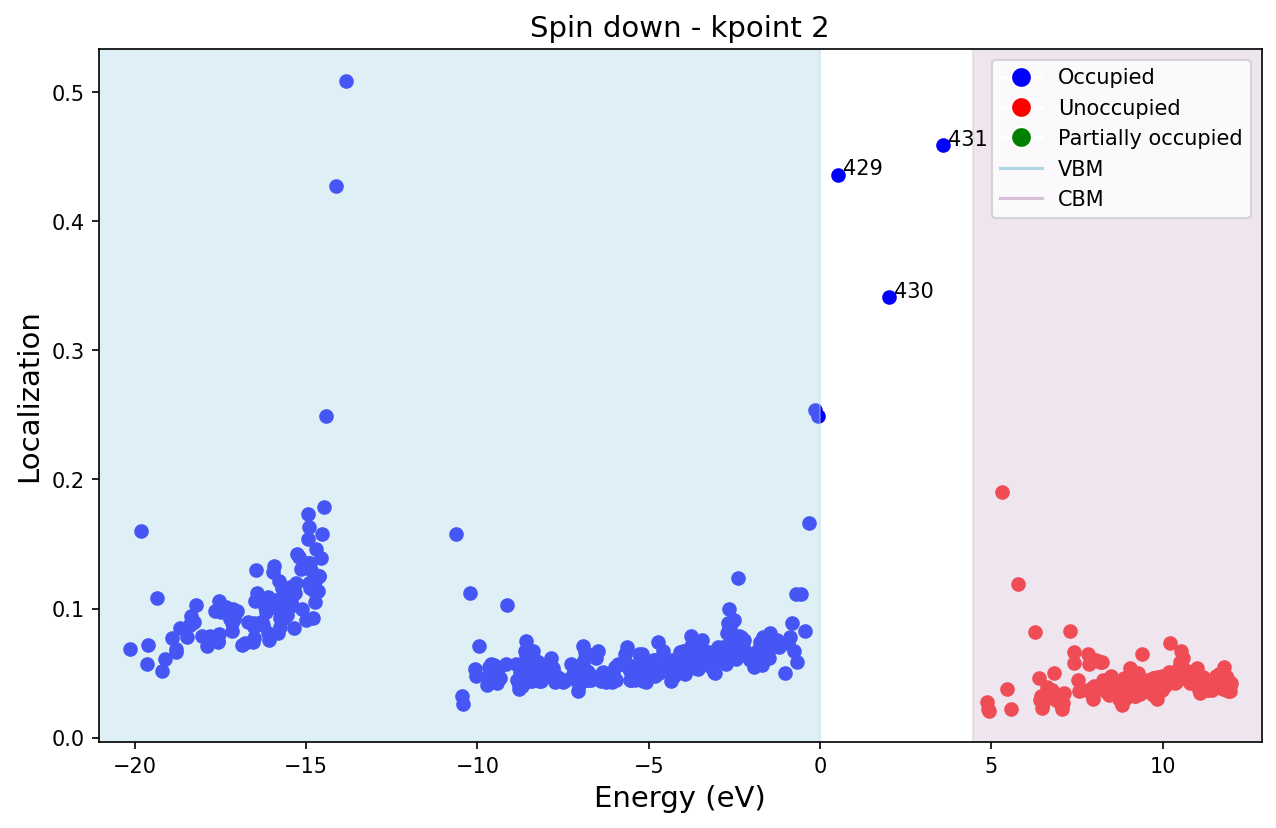 Spin down - kpoint 2
Localization
0.5
0.4
0.3
0.2
0.1
0.0
429
430
431
Occupied
Unoccupied
Partially occupied
VBM
CBM
−20
−15
−10
−5
0
5
10
Energy (eV)